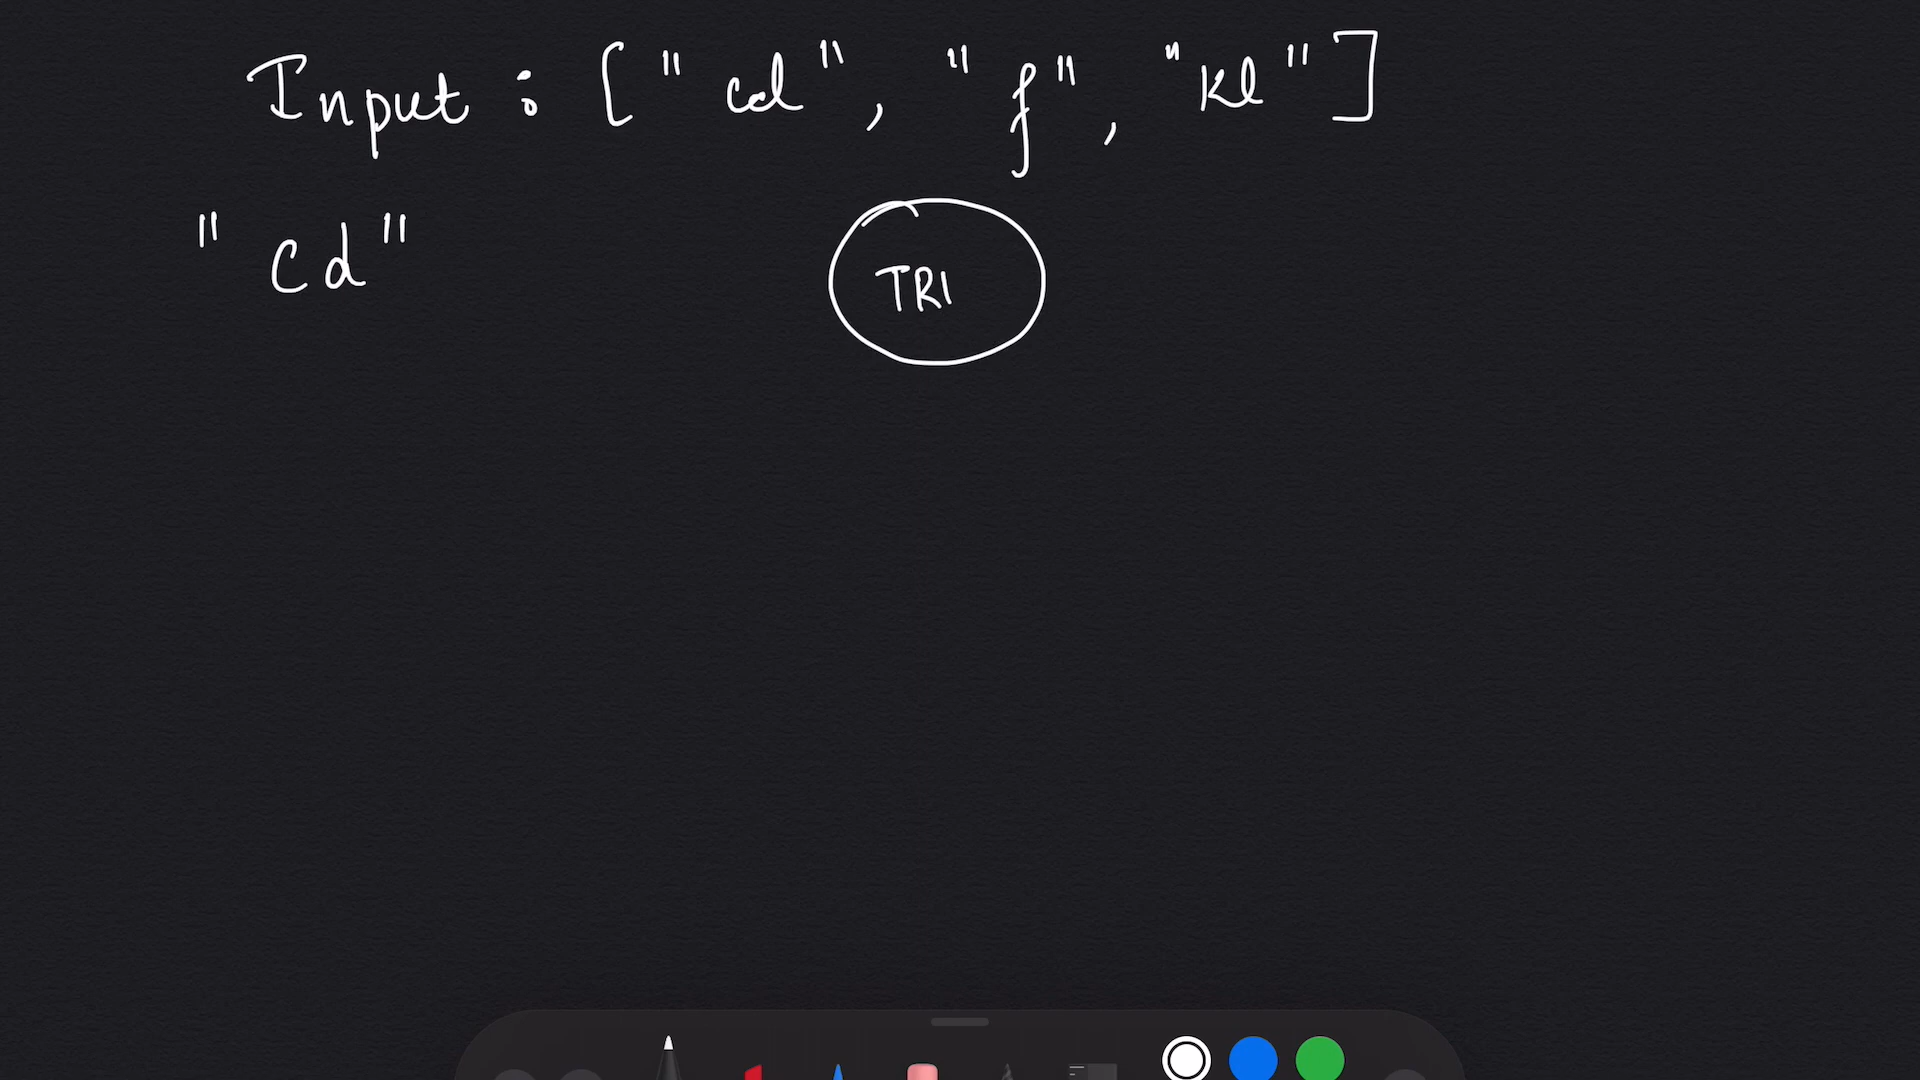 Input : ["cd", "f", "kl"]
"cd"
TRI